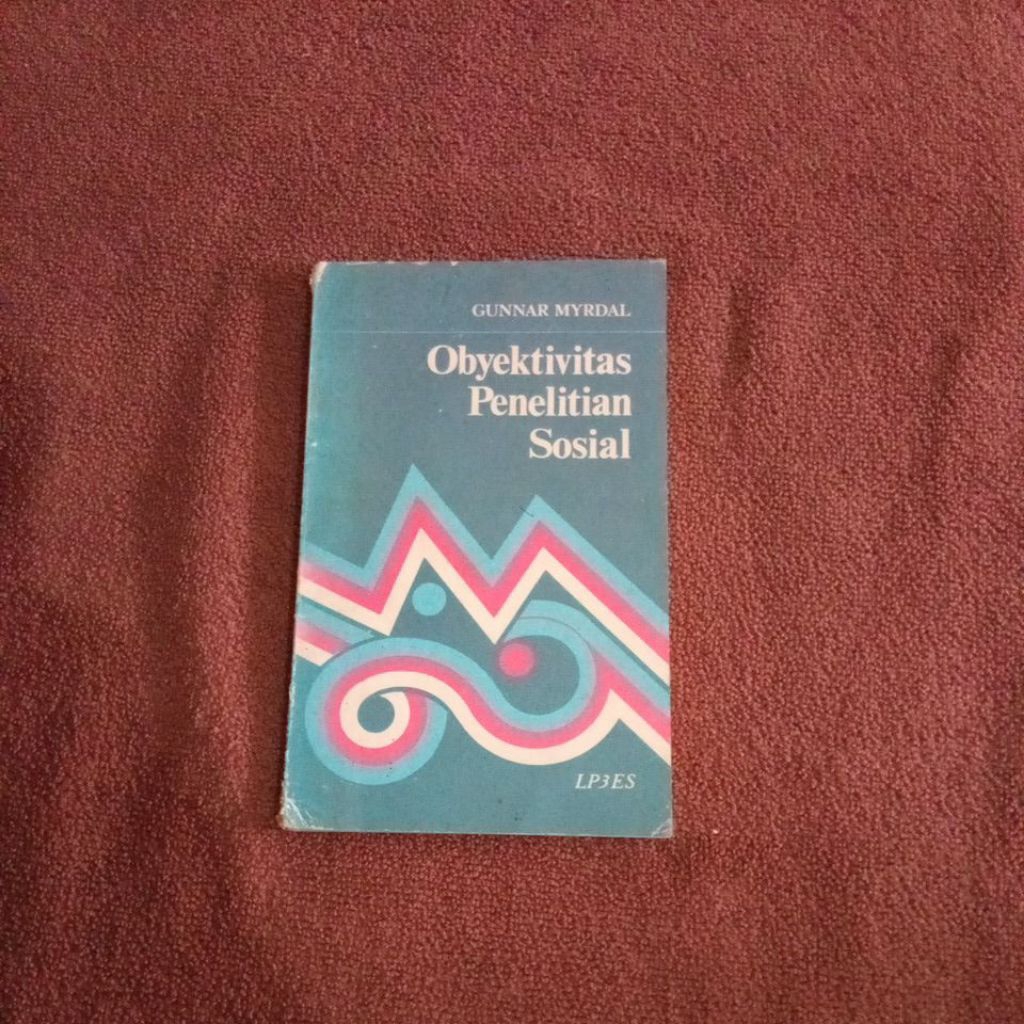 GUNNAR MYRDAL
Obyektivitas
Penelitian
Sosial
LP3ES